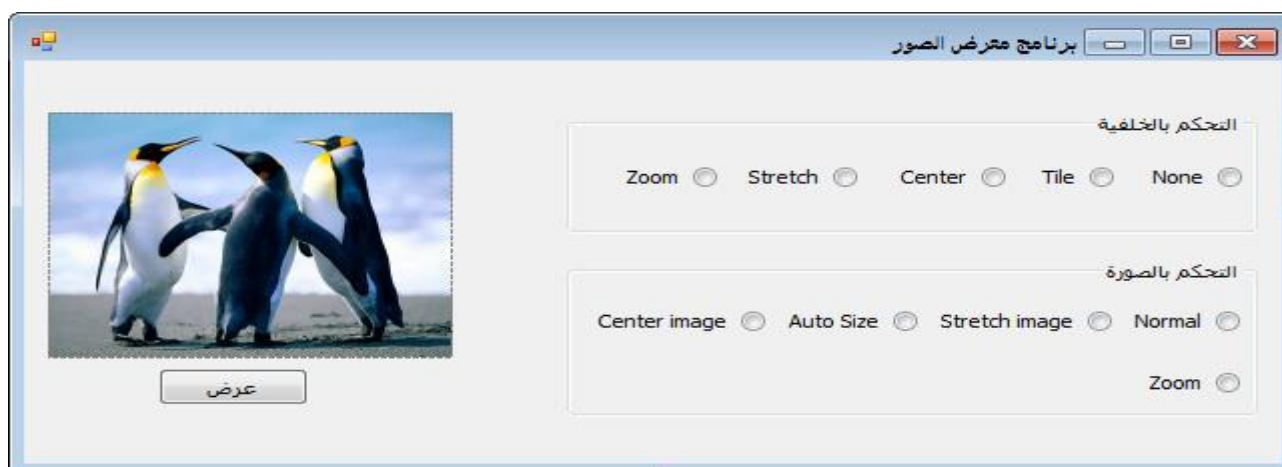 برنامج معرض الصور
التحكم بالخلفية
None Tile Center Stretch Zoom
التحكم بالصورة
Normal Stretch image Auto Size Center image
Zoom
عرض